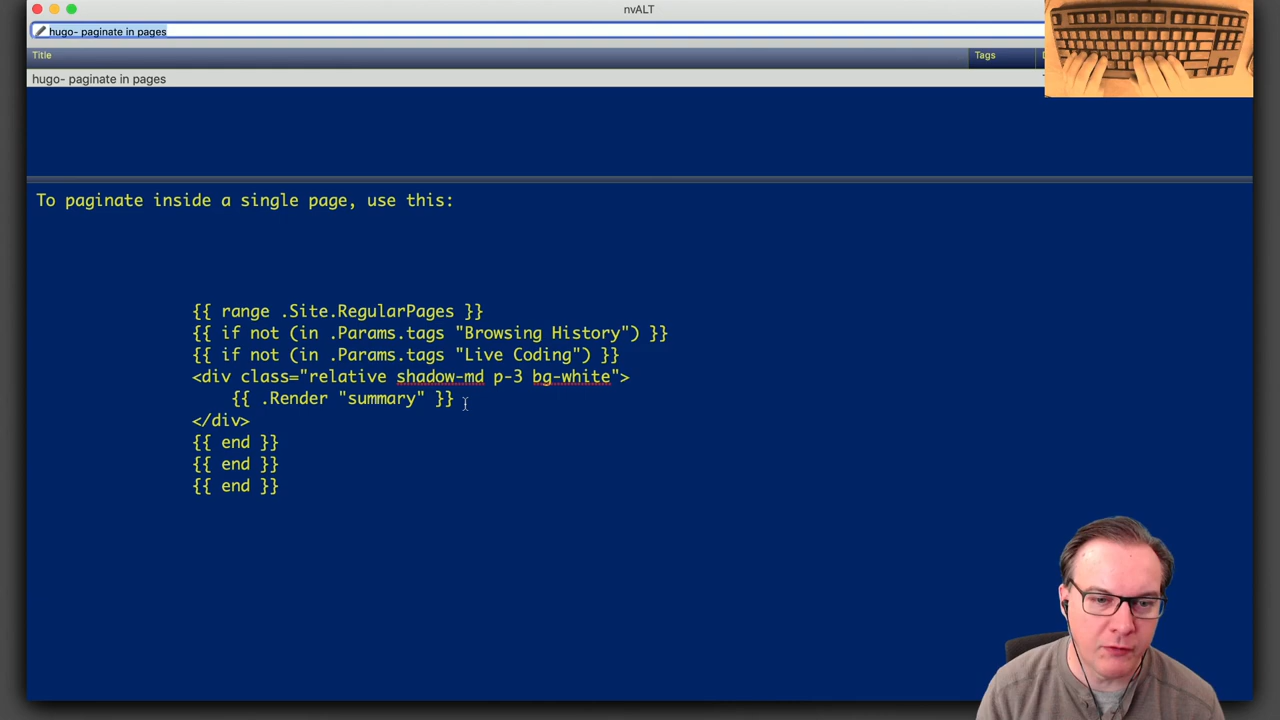 nvALT
hugo- paginate in pages
Title
Tags
hugo- paginate in pages
To paginate inside a single page, use this:
{{ range .Site.RegularPages }}
{{ if not (in .Params.tags "Browsing History") }}
{{ if not (in .Params.tags "Live Coding") }}
<div class="relative shadow-md p-3 bg-white">
{{ .Render "summary" }}
</div>
{{ end }}
{{ end }}
{{ end }}